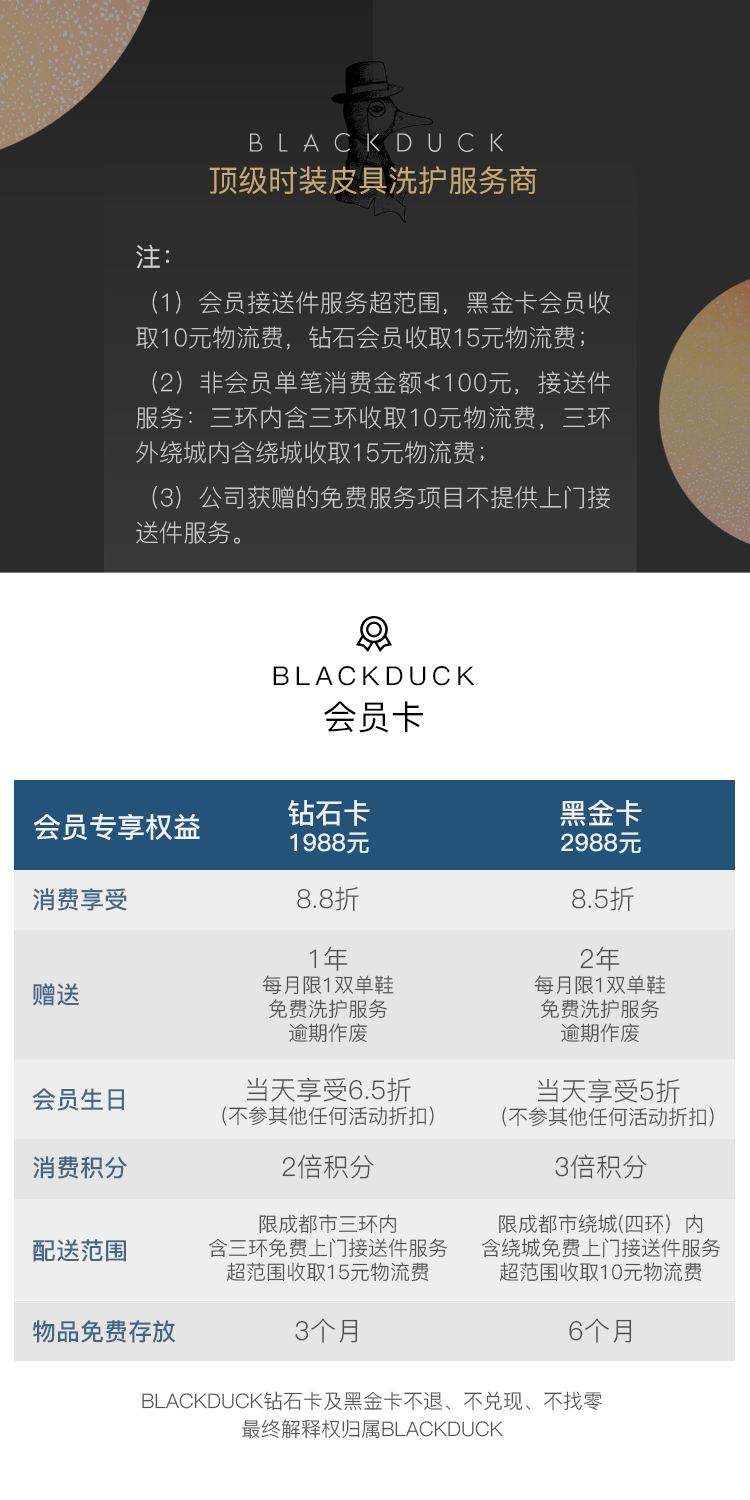 BLACKDUCK
顶级时装皮具洗护服务商
注：
（1）会员接送件服务超范围，黑金卡会员收
取10元物流费，钻石会员收取15元物流费；
（2）非会员单笔消费金额≮100元，接送件
服务：三环内含三环收取10元物流费，三环
外绕城内含绕城收取15元物流费；
（3）公司获赠的免费服务项目不提供上门接
送件服务。
BLACKDUCK
会员卡
会员专享权益 钻石卡 黑金卡
1988元 2988元
消费享受 8.8折 8.5折
赠送 1年 2年
每月限1双单鞋 每月限1双单鞋
免费洗护服务 免费洗护服务
逾期作废 逾期作废
会员生日 当天享受6.5折 当天享受5折
(不参其他任何活动折扣) (不参其他任何活动折扣)
消费积分 2倍积分 3倍积分
配送范围 限成都市三环内 限成都市绕城(四环）内
含三环免费上门接送件服务 含绕城免费上门接送件服务
超范围收取15元物流费 超范围收取10元物流费
物品免费存放 3个月 6个月
BLACKDUCK钻石卡及黑金卡不退、不兑现、不找零
最终解释权归属BLACKDUCK